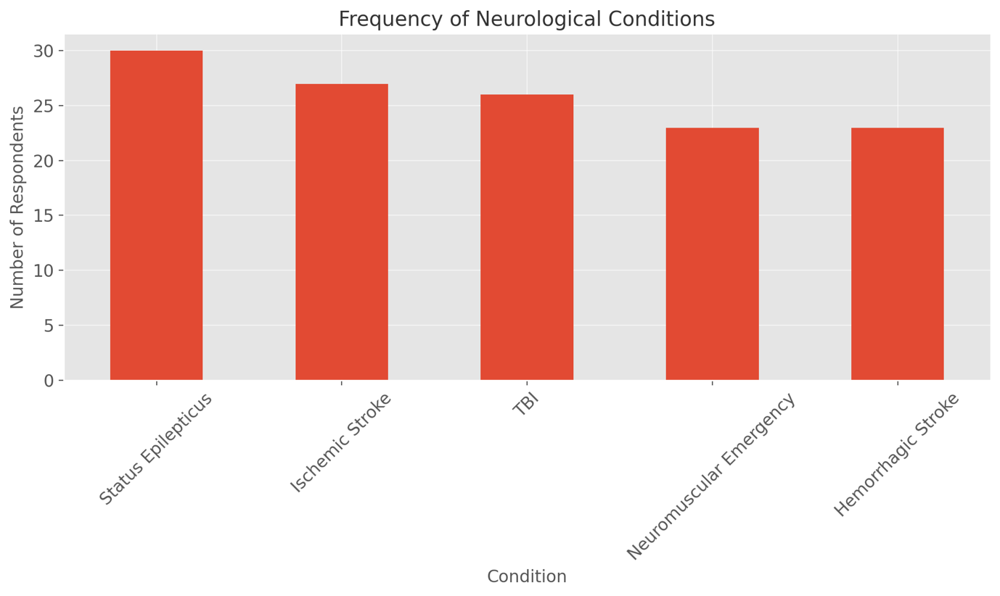 Frequency of Neurological Conditions
Number of Respondents
30
25
20
15
10
5
0
Status Epilepticus
Ischemic Stroke
TBI
Neuromuscular Emergency
Hemorrhagic Stroke
Condition